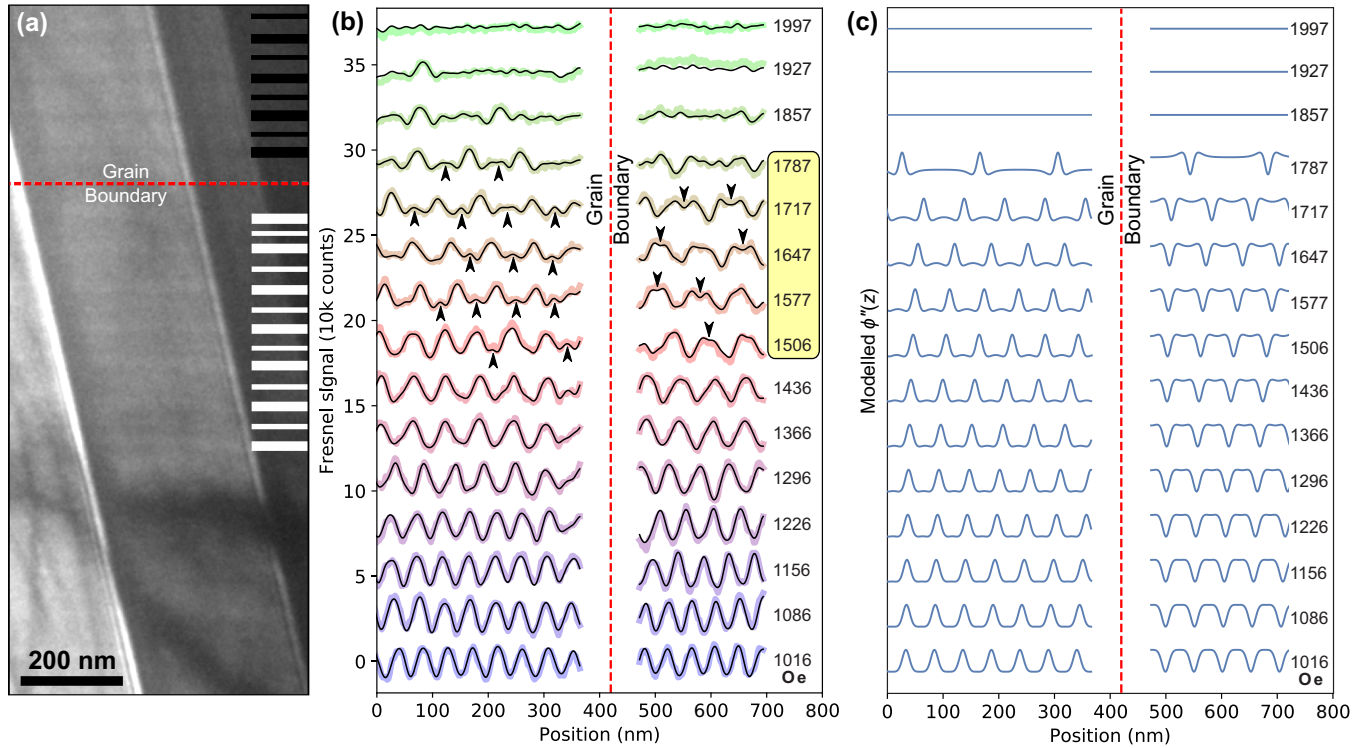 (a)
Grain
Boundary
200 nm
(b)
Fresnel signal (10k counts)
35
30
25
20
15
10
5
0
Grain
Boundary
1997
1927
1857
1787
1717
1647
1577
1506
1436
1366
1296
1226
1156
1086
1016
Oe
0 100 200 300 400 500 600 700 800
Position (nm)
(c)
Modelled ϕ″(z)
Grain
Boundary
1997
1927
1857
1787
1717
1647
1577
1506
1436
1366
1296
1226
1156
1086
1016
Oe
0 100 200 300 400 500 600 700 800
Position (nm)